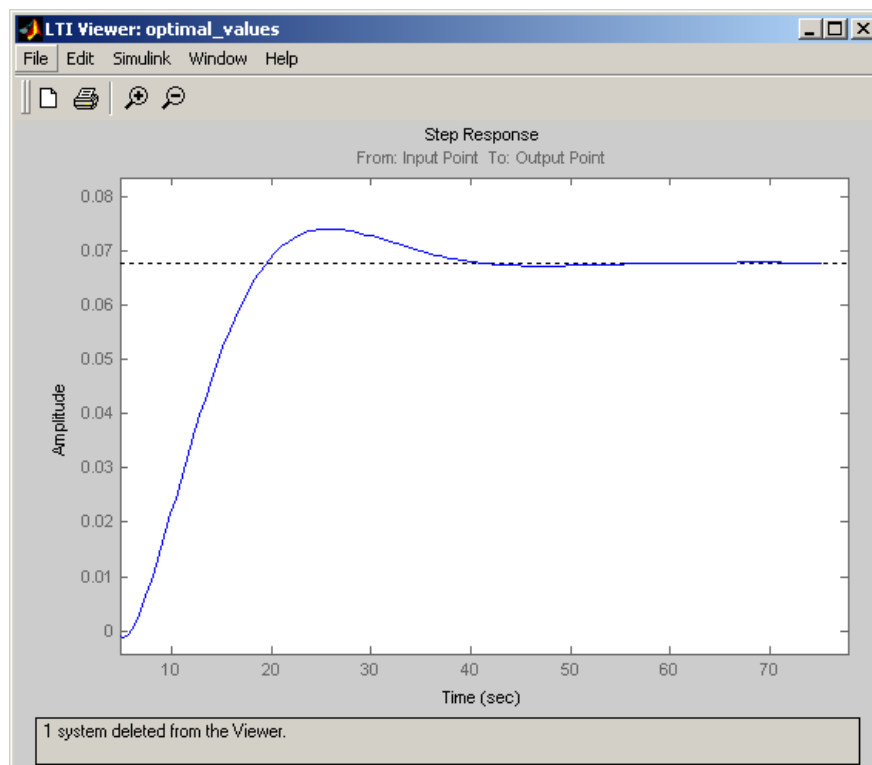 LTI Viewer: optimal_values
File Edit Simulink Window Help
Step Response
From: Input Point To: Output Point
0.08
0.07
0.06
0.05
0.04
0.03
0.02
0.01
0
Amplitude
10 20 30 40 50 60 70
Time (sec)
1 system deleted from the Viewer.